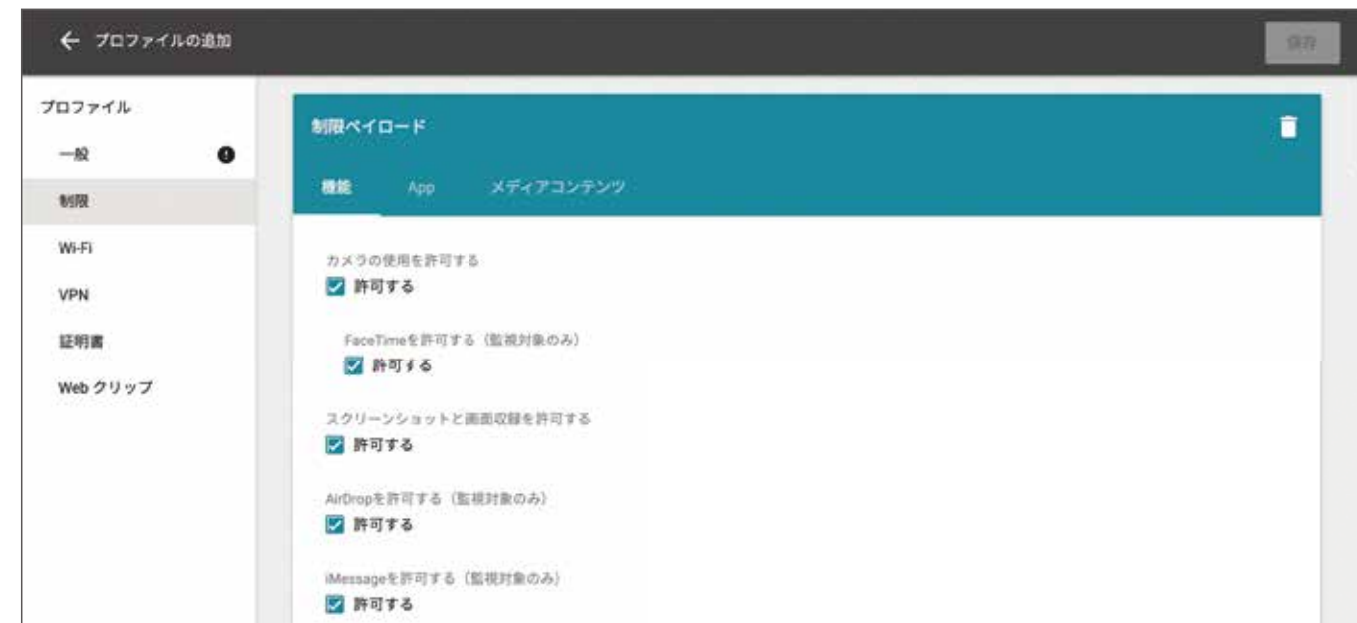 ← プロファイルの追加
保存
プロファイル
一般
制限
Wi-Fi
VPN
証明書
Web クリップ
制限ペイロード
機能 App メディアコンテンツ
カメラの使用を許可する
許可する
FaceTimeを許可する（監視対象のみ）
許可する
スクリーンショットと画面収録を許可する
許可する
AirDropを許可する（監視対象のみ）
許可する
iMessageを許可する（監視対象のみ）
許可する